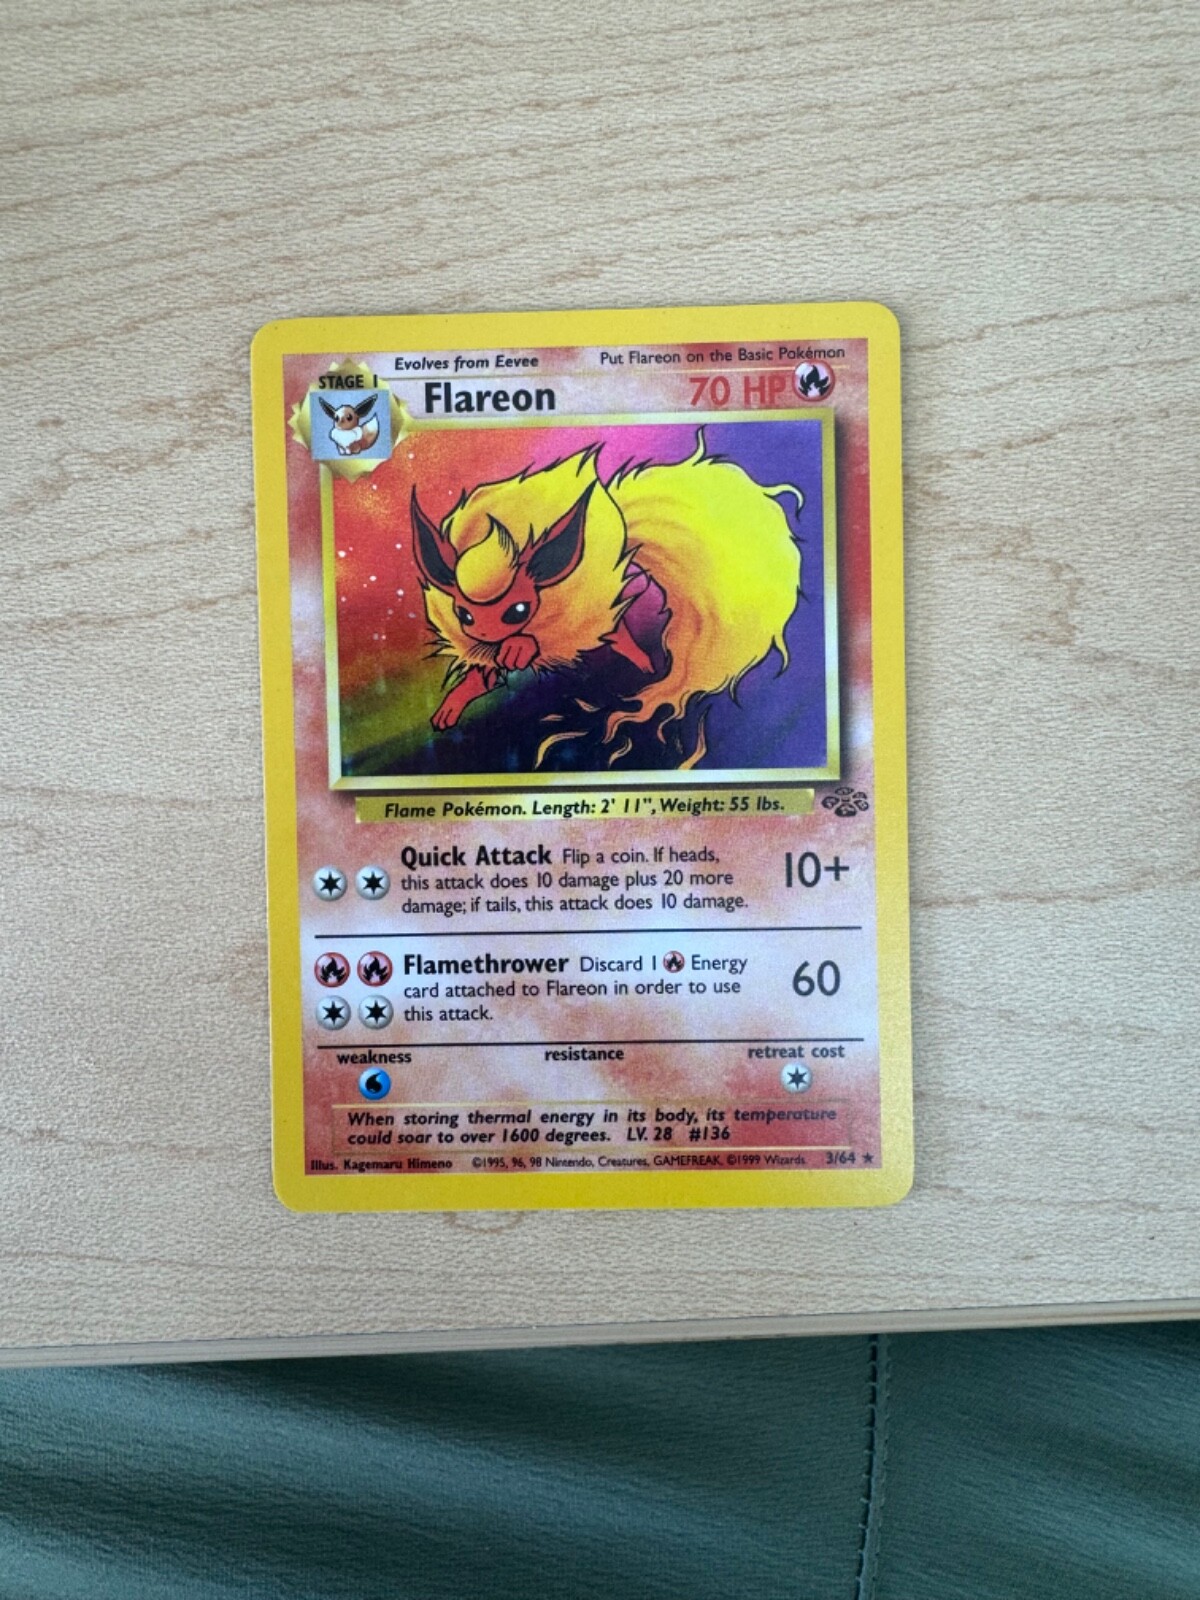 Evolves from Eevee
Put Flareon on the Basic Pokémon
STAGE 1
Flareon
70 HP
Flame Pokémon. Length: 2' 11", Weight: 55 lbs.
Quick Attack Flip a coin. If heads,
this attack does 10 damage plus 20 more
damage; if tails, this attack does 10 damage.
10+
Flamethrower Discard 1 Energy
card attached to Flareon in order to use
this attack.
60
weakness
resistance
retreat cost
When storing thermal energy in its body, its temperature
could soar to over 1600 degrees. LV. 28 #136
Illus. Kagemaru Himeno ©1995, 96, 98 Nintendo, Creatures, GAMEFREAK. ©1999 Wizards. 3/64 ★